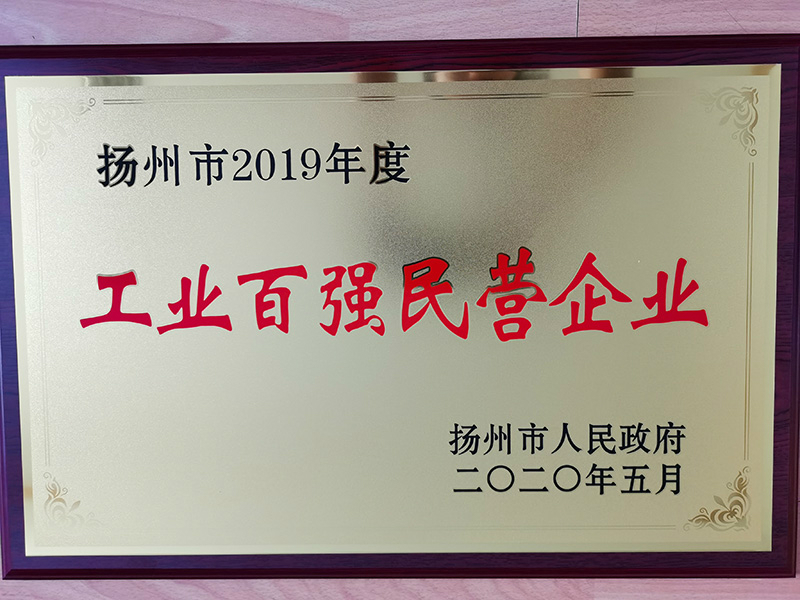 扬州市2019年度
工业百强民营企业
扬州市人民政府
二〇二〇年五月